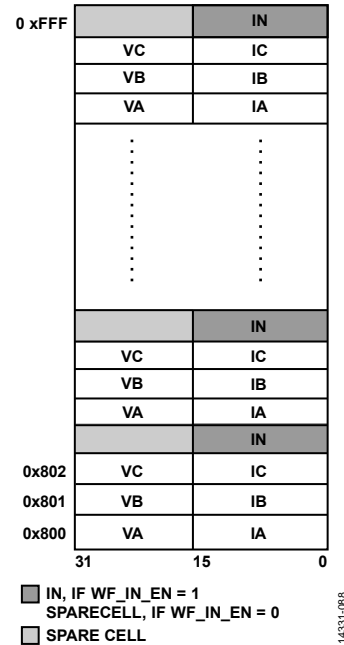 0 xFFF IN
VC IC
VB IB
VA IA
IN
VC IC
VB IB
VA IA
IN
0x802 VC IC
0x801 VB IB
0x800 VA IA
31 15 0
IN, IF WF_IN_EN = 1
SPARECELL, IF WF_IN_EN = 0
SPARE CELL
14331-088